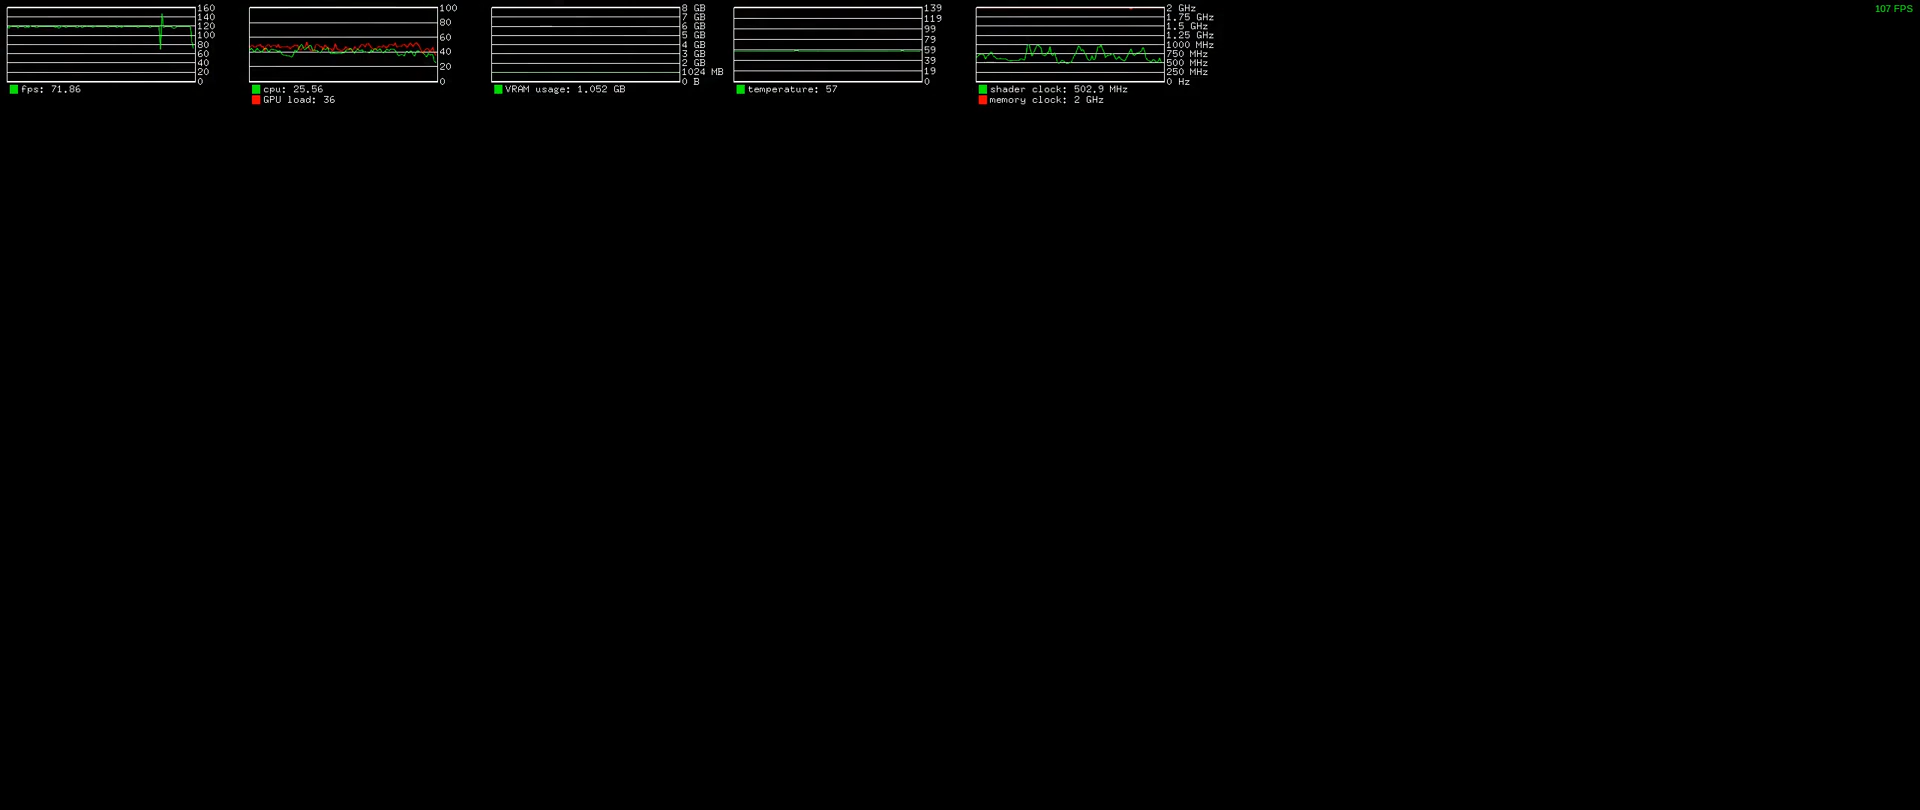 160
140
120
100
80
60
40
20
0
fps: 71.86
100
80
60
40
20
0
cpu: 25.56
GPU load: 36
8 GB
7 GB
6 GB
5 GB
4 GB
3 GB
2 GB
1024 MB
0 B
VRAM usage: 1.052 GB
139
119
99
79
59
39
19
0
temperature: 57
2 GHz
1.75 GHz
1.5 GHz
1.25 GHz
1000 MHz
750 MHz
500 MHz
250 MHz
0 Hz
shader clock: 502.9 MHz
memory clock: 2 GHz
107 FPS